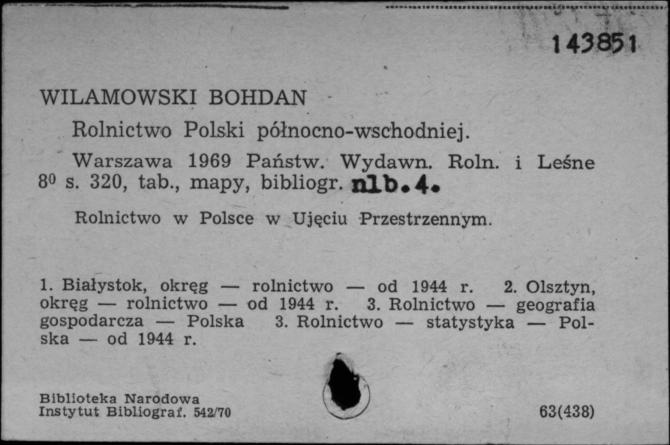 143851
WILAMOWSKI BOHDAN
Rolnictwo Polski północno-wschodniej.
Warszawa 1969 Państw. Wydawn. Roln. i Leśne
8⁰ s. 320, tab., mapy, bibliogr. nlb.4.
Rolnictwo w Polsce w Ujęciu Przestrzennym.
1. Białystok, okręg — rolnictwo — od 1944 r. 2. Olsztyn,
okręg — rolnictwo — od 1944 r. 3. Rolnictwo — geografia
gospodarcza — Polska 3. Rolnictwo — statystyka — Pol-
ska — od 1944 r.
Biblioteka Narodowa
Instytut Bibliograf. 542/70
63(438)